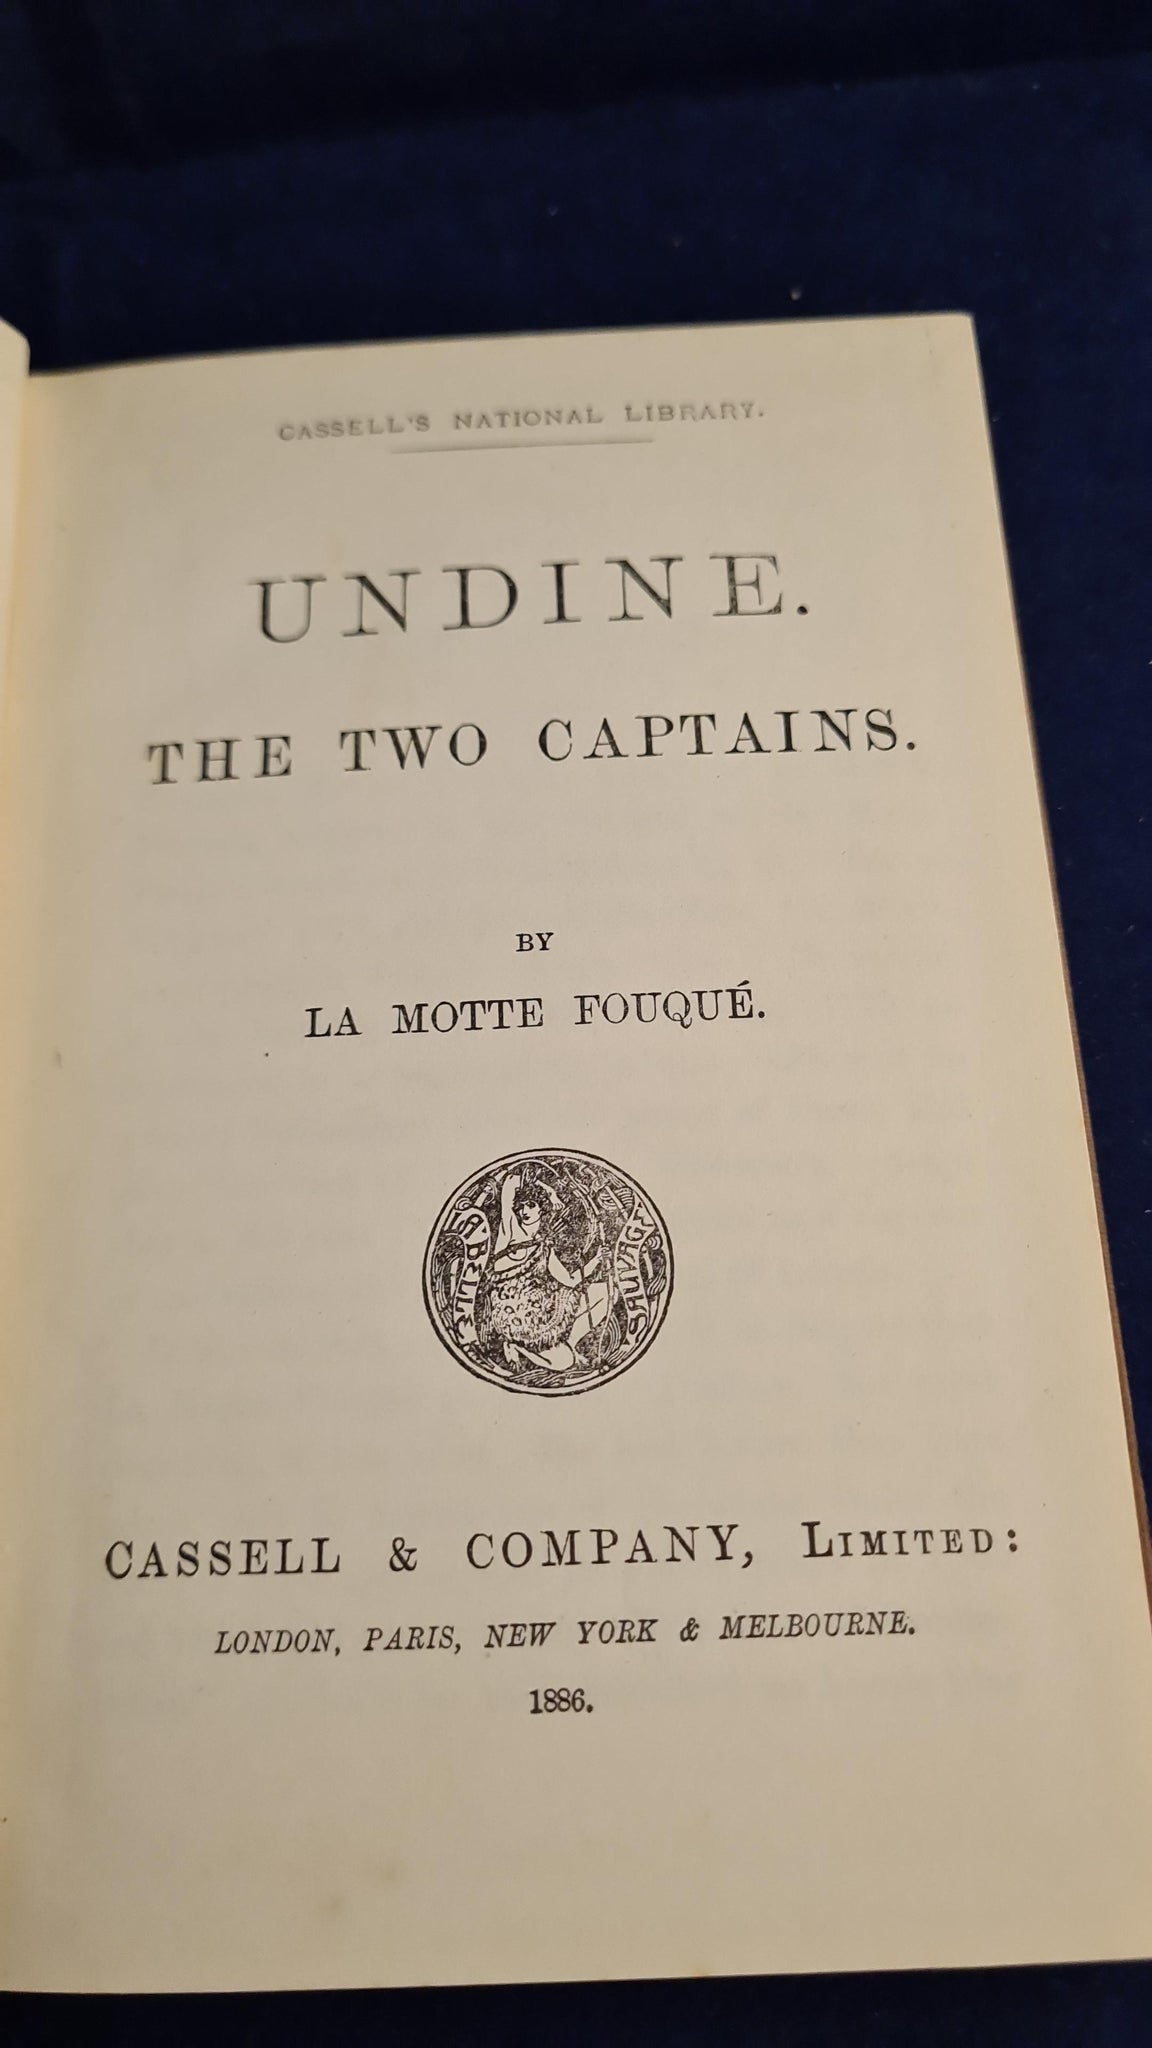 CASSELL'S NATIONAL LIBRARY.
UNDINE.
THE TWO CAPTAINS.
BY
LA MOTTE FOUQUÉ.
LA BELLE SAUVAGE
CASSELL & COMPANY, LIMITED:
LONDON, PARIS, NEW YORK & MELBOURNE.
1886.